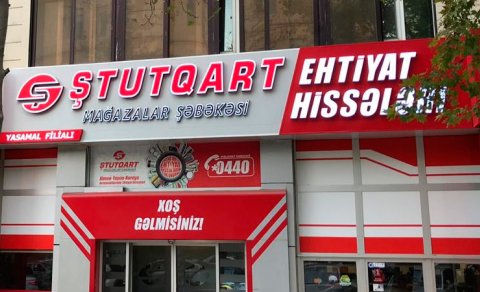 ŞTUTQART
MAĞAZALAR ŞƏBƏKƏSİ
EHTİYAT
HİSSƏLƏRİ
YASAMAL FİLİALI
ŞTUTQART
*0440
XOŞ
GƏLMİSİNİZ!